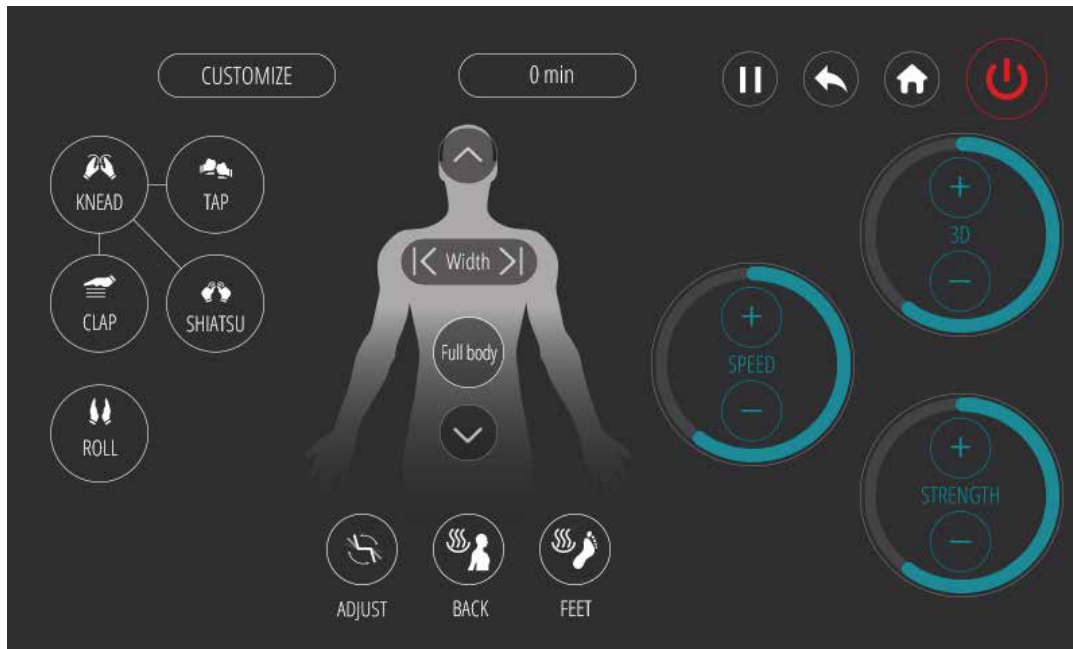 CUSTOMIZE
0 min
KNEAD
TAP
3D
Width
CLAP
SHIATSU
Full body
SPEED
ROLL
STRENGTH
ADJUST
BACK
FEET